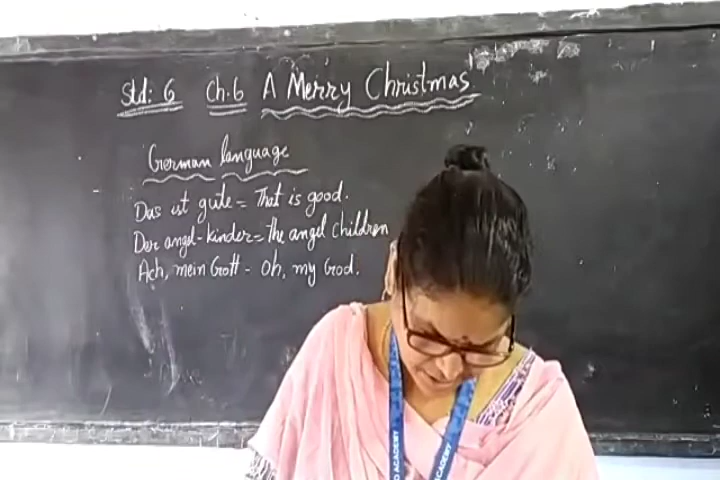 Std: 6 Ch.6 A Merry Christmas
German language
Das ist gute = That is good.
Der angel-kinder = the angel children
Ach, mein Gott - Oh, my God.
ACADEMY